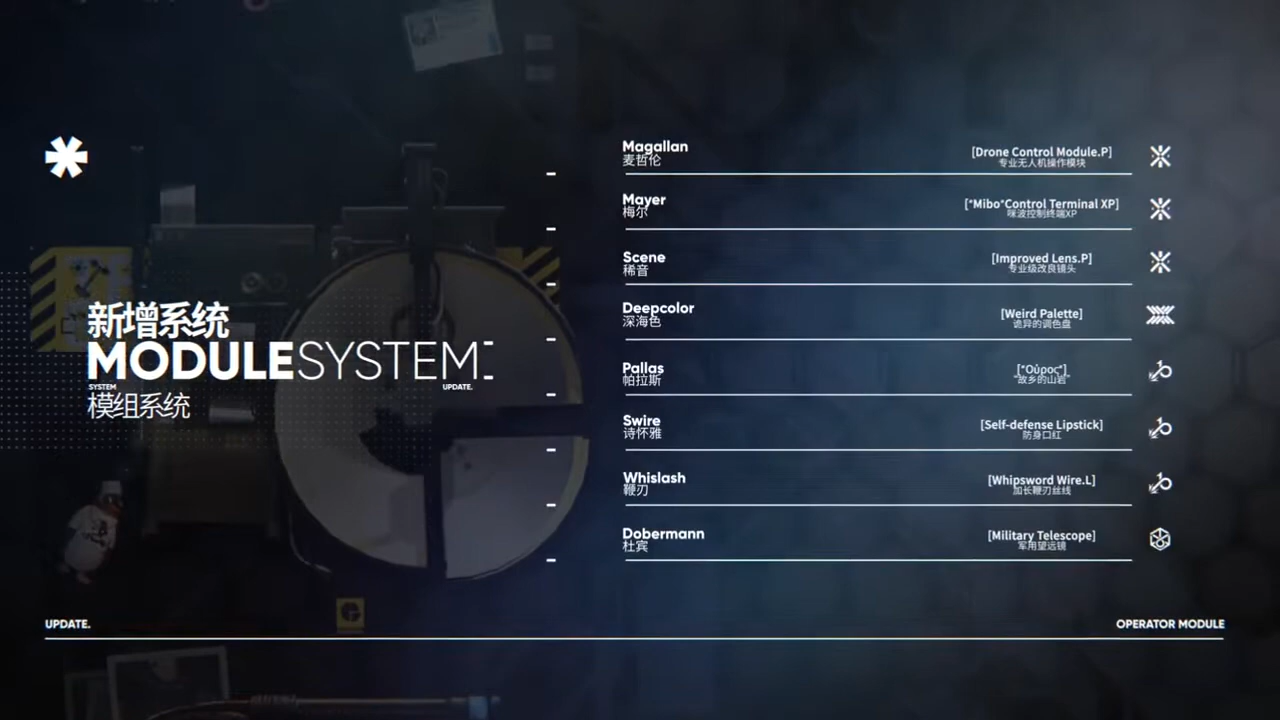 新增系统
MODULESYSTEM
SYSTEM
UPDATE.
模组系统
Magallan
麦哲伦
[Drone Control Module.P]
专业无人机操作模块
Mayer
梅尔
["Mibo"Control Terminal XP]
咪波控制终端XP
Scene
稀音
[Improved Lens.P]
专业级改良镜头
Deepcolor
深海色
[Weird Palette]
诡异的调色盘
Pallas
帕拉斯
["Οὖρος"]
"故乡的山岩"
Swire
诗怀雅
[Self-defense Lipstick]
防身口红
Whislash
鞭刃
[Whipsword Wire.L]
加长鞭刃丝线
Dobermann
杜宾
[Military Telescope]
军用望远镜
UPDATE.
OPERATOR MODULE